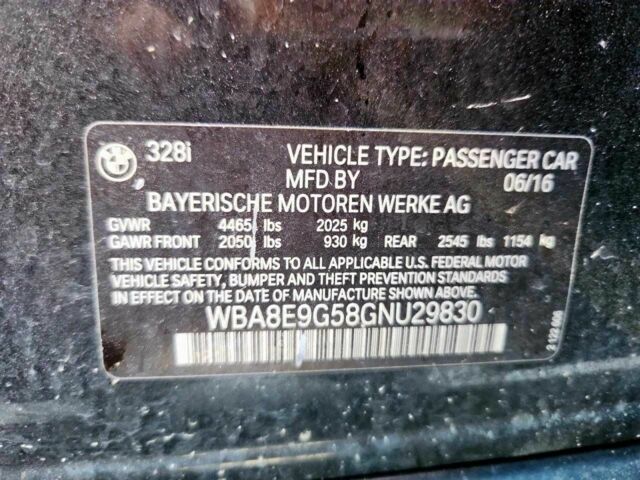 328i VEHICLE TYPE: PASSENGER CAR
MFD BY 06/16
BAYERISCHE MOTOREN WERKE AG
GVWR 4465 lbs 2025 kg
GAWR FRONT 2050 lbs 930 kg REAR 2545 lbs 1154 kg
THIS VEHICLE CONFORMS TO ALL APPLICABLE U.S. FEDERAL MOTOR
VEHICLE SAFETY, BUMPER AND THEFT PREVENTION STANDARDS
IN EFFECT ON THE DATE OF MANUFACTURE SHOWN ABOVE.
WBA8E9G58GNU29830